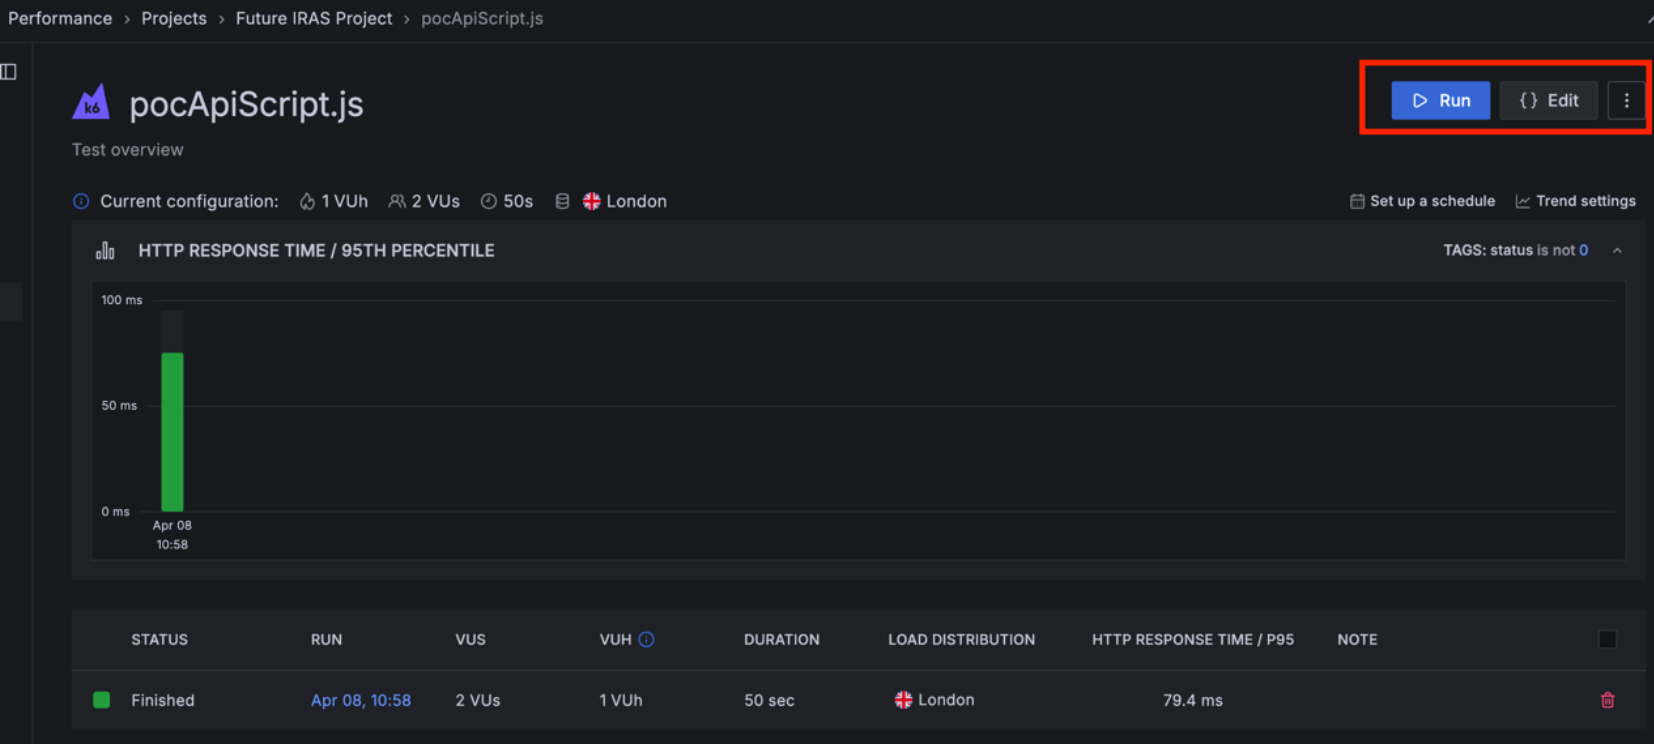 Performance › Projects › Future IRAS Project › pocApiScript.js
k6 pocApiScript.js
Run {} Edit
Test overview
Current configuration: 1 VUh 2 VUs 50s London
Set up a schedule Trend settings
HTTP RESPONSE TIME / 95TH PERCENTILE
TAGS: status is not 0
100 ms
50 ms
0 ms
Apr 08
10:58
STATUS RUN VUS VUH DURATION LOAD DISTRIBUTION HTTP RESPONSE TIME / P95 NOTE
Finished Apr 08, 10:58 2 VUs 1 VUh 50 sec London 79.4 ms